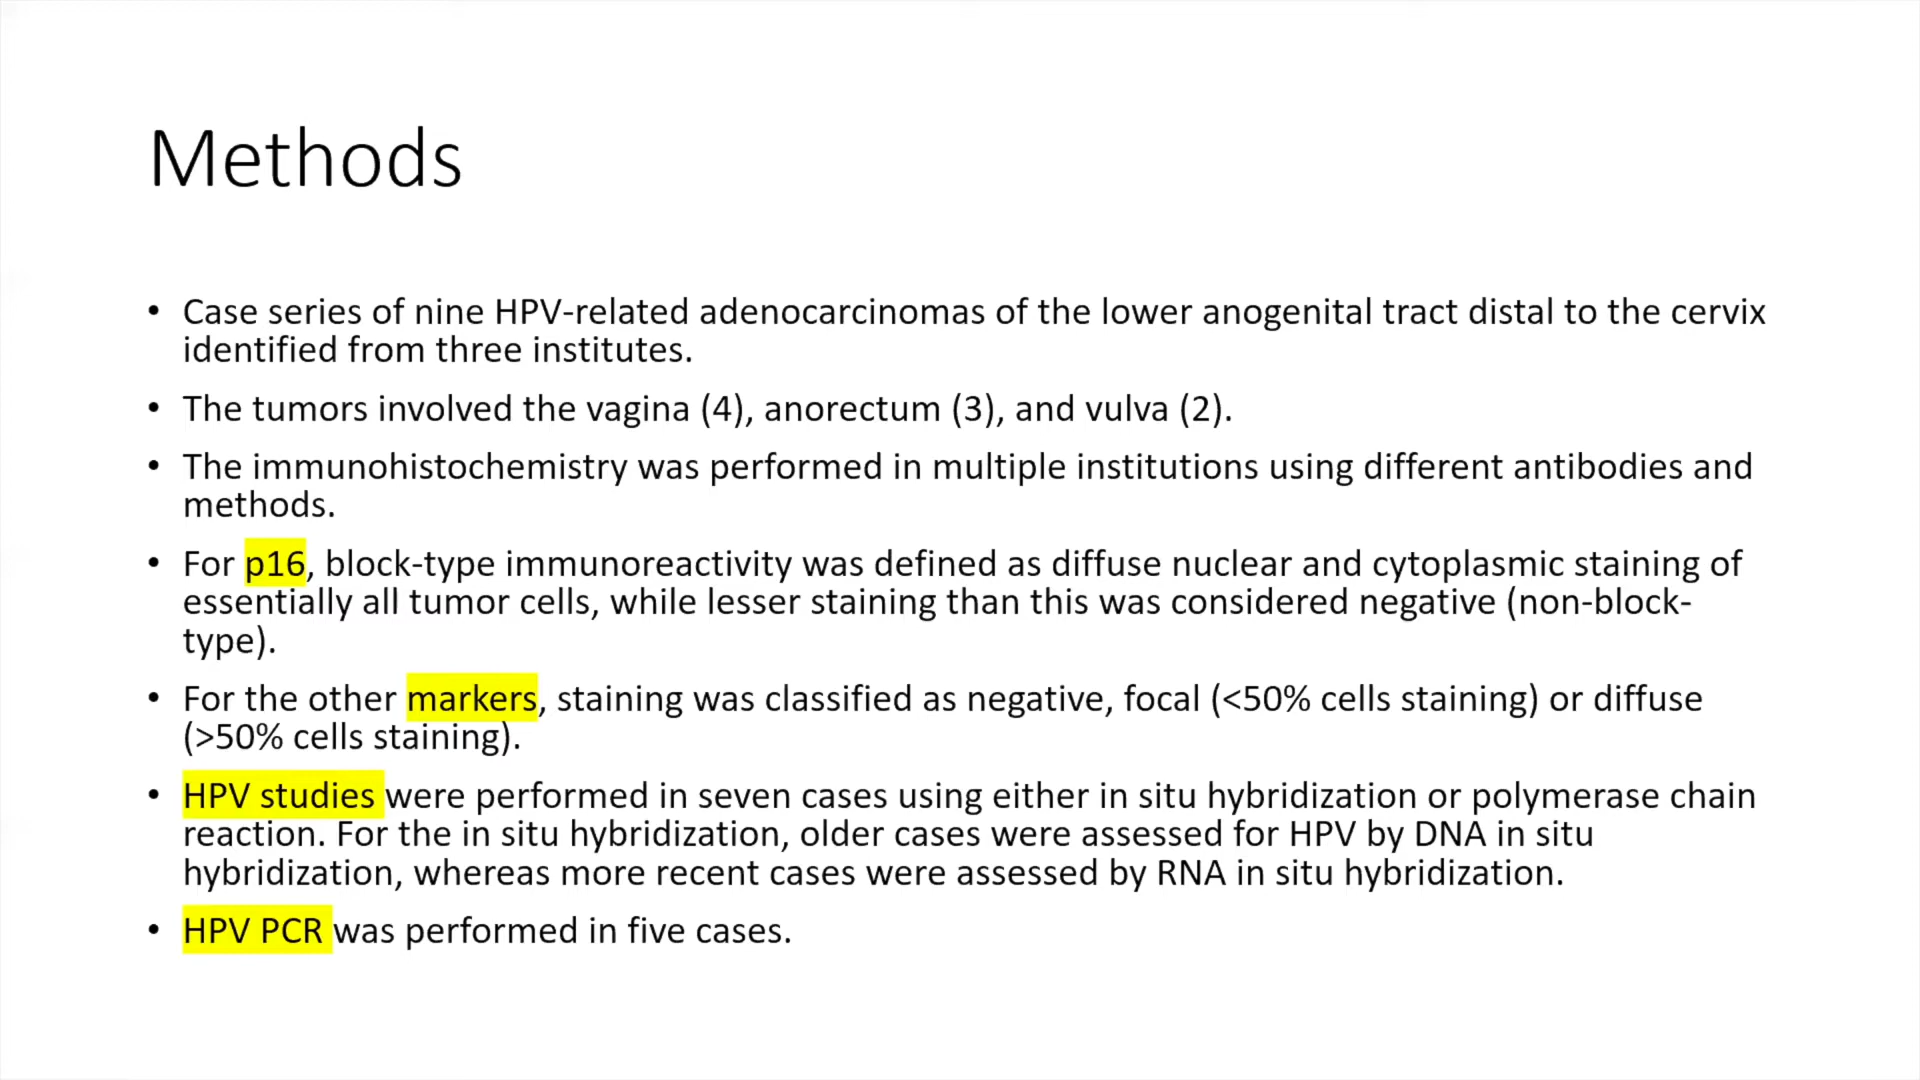 Methods
• Case series of nine HPV-related adenocarcinomas of the lower anogenital tract distal to the cervix
identified from three institutes.
• The tumors involved the vagina (4), anorectum (3), and vulva (2).
• The immunohistochemistry was performed in multiple institutions using different antibodies and
methods.
• For p16, block-type immunoreactivity was defined as diffuse nuclear and cytoplasmic staining of
essentially all tumor cells, while lesser staining than this was considered negative (non-block-
type).
• For the other markers, staining was classified as negative, focal (<50% cells staining) or diffuse
(>50% cells staining).
• HPV studies were performed in seven cases using either in situ hybridization or polymerase chain
reaction. For the in situ hybridization, older cases were assessed for HPV by DNA in situ
hybridization, whereas more recent cases were assessed by RNA in situ hybridization.
• HPV PCR was performed in five cases.